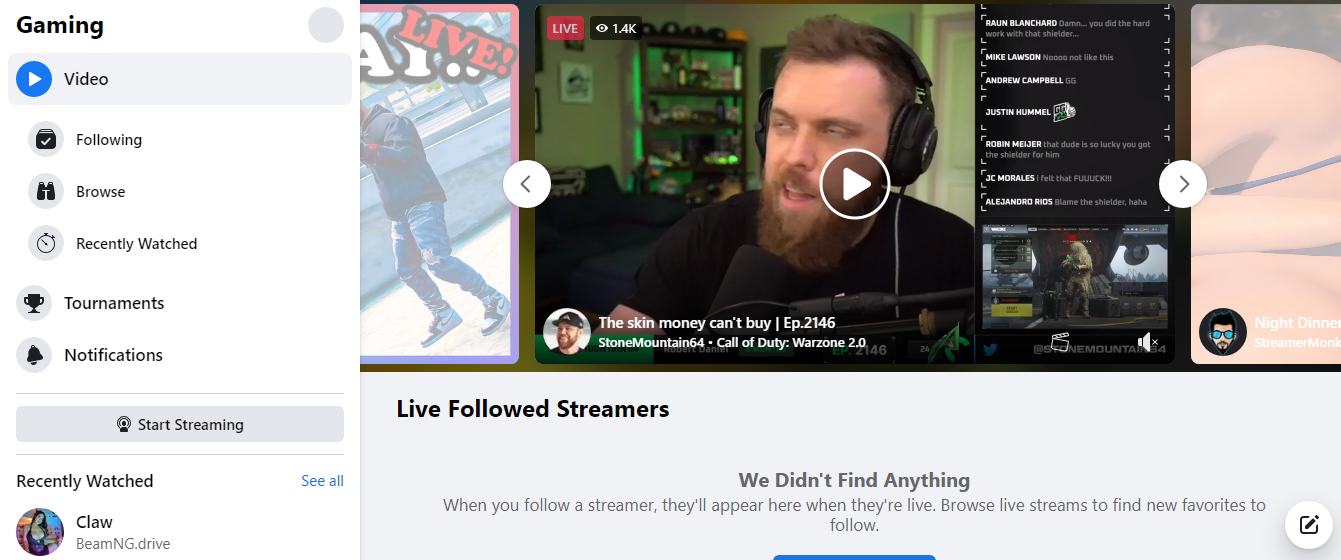 Gaming
Video
Following
Browse
Recently Watched
Tournaments
Notifications
Start Streaming
Recently Watched
See all
Claw
BeamNG.drive
LIVE!
LIVE
1.4K
RAUN BLANCHARD Damn... you did the hard
work with that shielder...
MIKE LAWSON Noooo not like this
ANDREW CAMPBELL GG
JUSTIN HUMMEL
ROBIN MEIJER that dude is so lucky you got
the shielder for him
JC MORALES i felt that FUUUCK!!!
ALEJANDRO RIOS Blame the shielder, haha
The skin money can't buy | Ep.2146
StoneMountain64 • Call of Duty: Warzone 2.0
Robert Daniel
EP. 2146
24
@STONEMOUNTAIN64
Night Dinner
StreamerMonk
Live Followed Streamers
We Didn't Find Anything
When you follow a streamer, they'll appear here when they're live. Browse live streams to find new favorites to
follow.